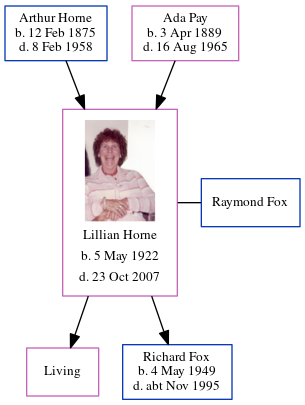 Arthur Horne
b. 12 Feb 1875
d. 8 Feb 1958
Ada Pay
b. 3 Apr 1889
d. 16 Aug 1965
Lillian Horne
b. 5 May 1922
d. 23 Oct 2007
Raymond Fox
Living
Richard Fox
b. 4 May 1949
d. abt Nov 1995